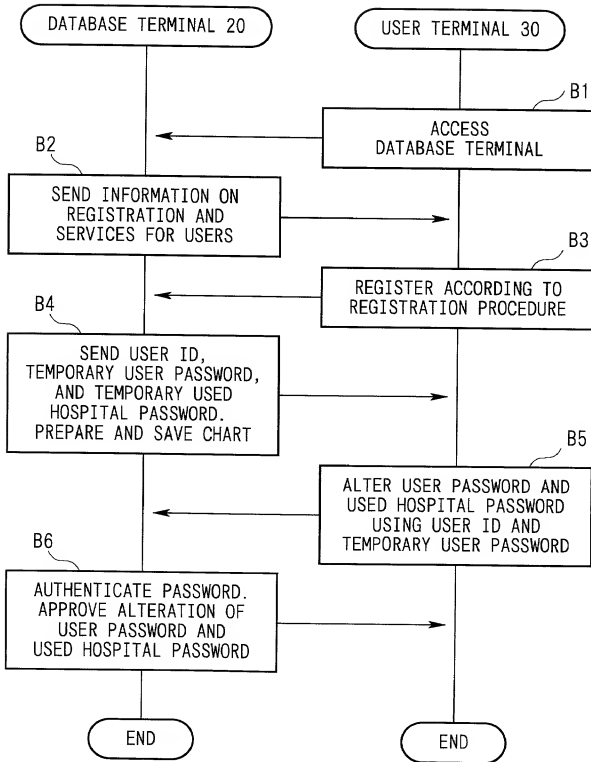 DATABASE TERMINAL 20
USER TERMINAL 30
B1
ACCESS
DATABASE TERMINAL
B2
SEND INFORMATION ON
REGISTRATION AND
SERVICES FOR USERS
B3
REGISTER ACCORDING TO
REGISTRATION PROCEDURE
B4
SEND USER ID,
TEMPORARY USER PASSWORD,
AND TEMPORARY USED
HOSPITAL PASSWORD.
PREPARE AND SAVE CHART
B5
ALTER USER PASSWORD AND
USED HOSPITAL PASSWORD
USING USER ID AND
TEMPORARY USER PASSWORD
B6
AUTHENTICATE PASSWORD.
APPROVE ALTERATION OF
USER PASSWORD AND
USED HOSPITAL PASSWORD
END
END